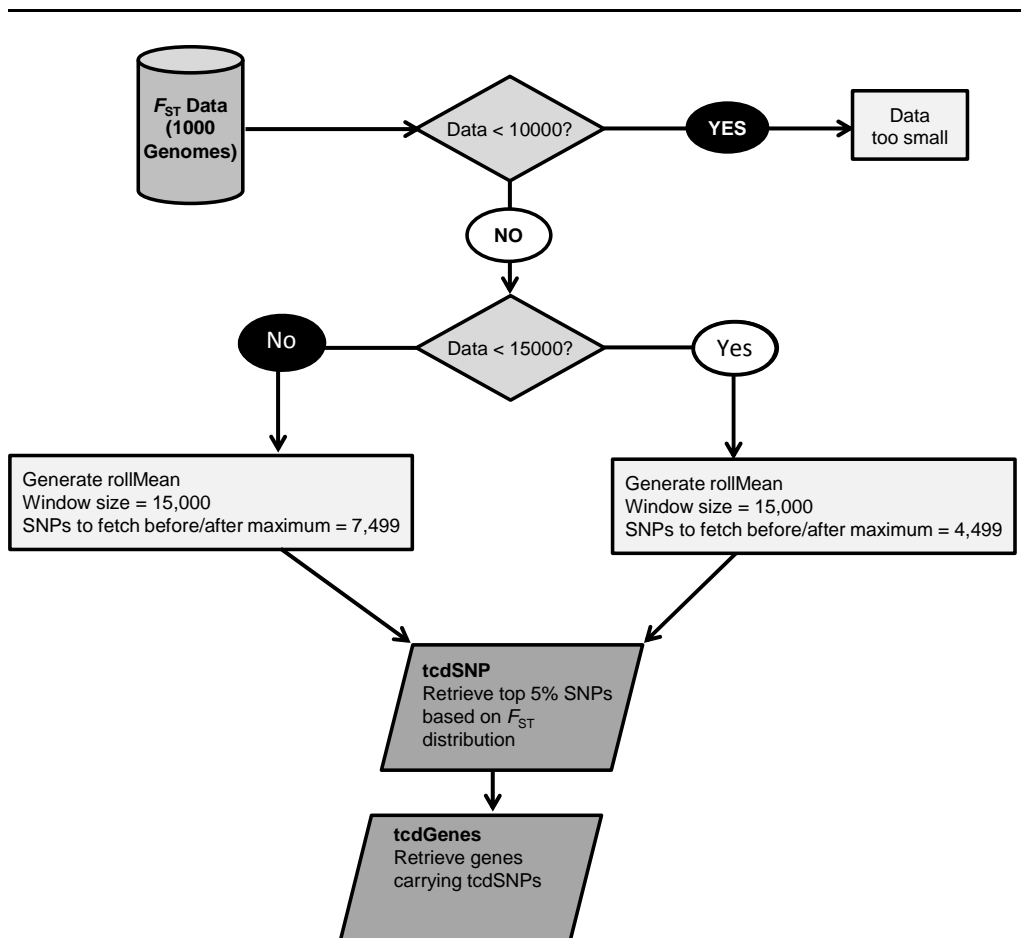 F_ST Data
(1000
Genomes)
Data < 10000?
YES
Data
too small
NO
Data < 15000?
No
Yes
Generate rollMean
Window size = 15,000
SNPs to fetch before/after maximum = 7,499
Generate rollMean
Window size = 15,000
SNPs to fetch before/after maximum = 4,499
tcdSNP
Retrieve top 5% SNPs
based on F_ST
distribution
tcdGenes
Retrieve genes
carrying tcdSNPs